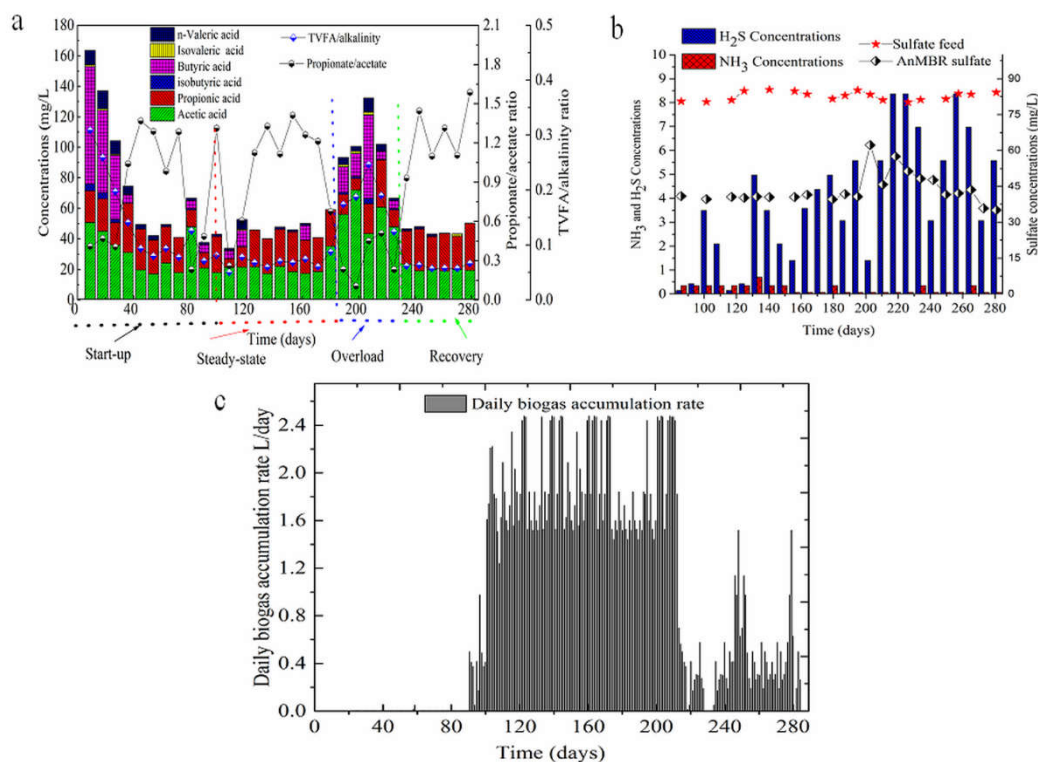 a
n-Valeric acid
Isovaleric acid
Butyric acid
isobutyric acid
Propionic acid
Acetic acid
TVFA/alkalinity
Propionate/acetate
Concentrations (mg/L)
180
160
140
120
100
80
60
40
20
0
2.1
1.8
1.5
1.2
0.9
0.6
0.3
0.0
Propionate/acetate ratio
0.5
0.4
0.3
0.2
0.1
0.0
TVFA/alkalinity ratio
0 40 80 120 160 200 240 280
Time (days)
Start-up
Steady-state
Overload
Recovery
b
H2S Concentrations
NH3 Concentrations
Sulfate feed
AnMBR sulfate
NH3 and H2S Concentrations
10
9
8
7
6
5
4
3
2
1
0
90
75
60
45
30
15
0
Sulfate concentrations (mg/L)
100 120 140 160 180 200 220 240 260 280
Time (days)
c
Daily biogas accumulation rate
Daily biogas accumulation rate L/day
2.4
2.0
1.6
1.2
0.8
0.4
0.0
0 40 80 120 160 200 240 280
Time (days)